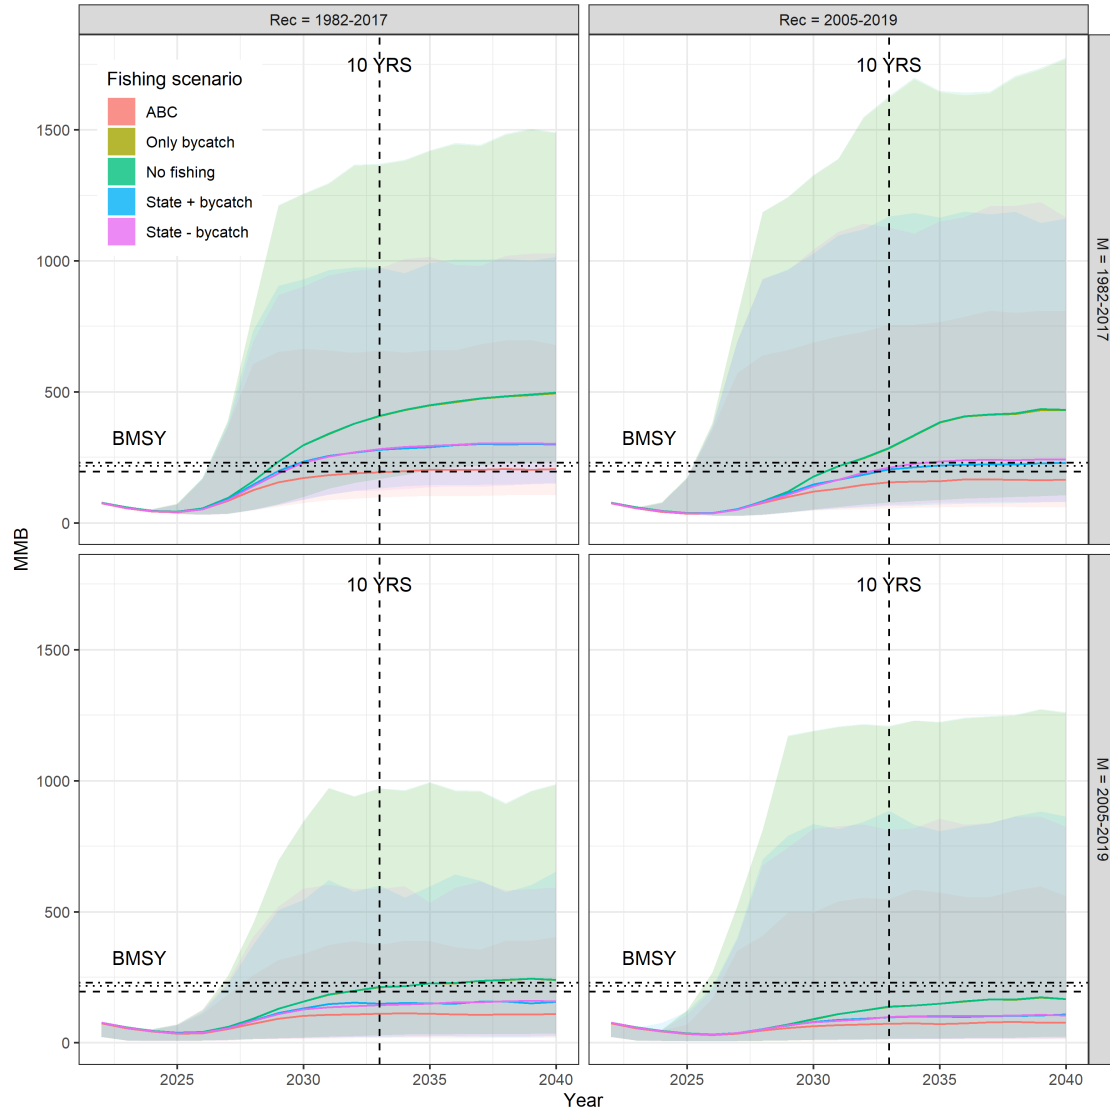 Rec = 1982-2017
Rec = 2005-2019
10 YRS
10 YRS
Fishing scenario
ABC
Only bycatch
No fishing
State + bycatch
State - bycatch
1500
1000
500
0
BMSY
BMSY
M = 1982-2017
MMB
10 YRS
10 YRS
1500
1000
500
0
BMSY
BMSY
M = 2005-2019
2025
2030
2035
2040
2025
2030
2035
2040
Year